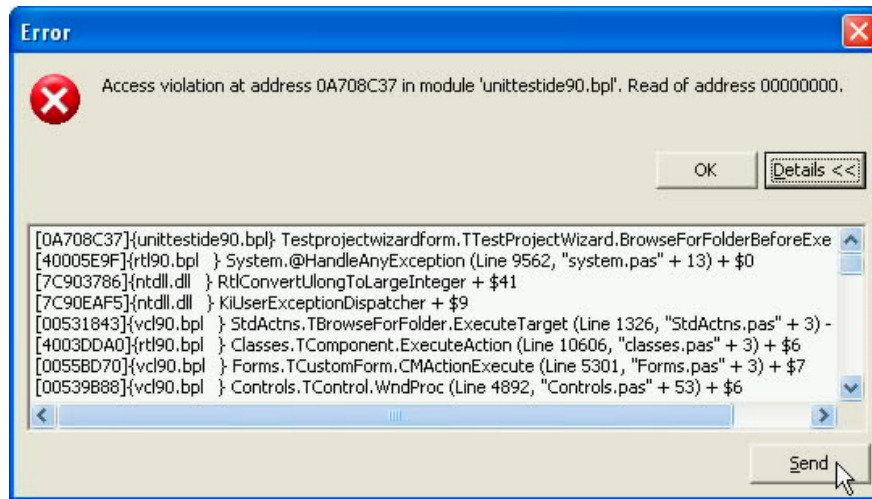 Error
Access violation at address 0A708C37 in module 'unittestide90.bpl'. Read of address 00000000.
OK
Details <<
[0A708C37]{unittestide90.bpl} Testprojectwizardform.TTestProjectWizard.BrowseForFolderBeforeExe
[40005E9F]{rtl90.bpl } System.@HandleAnyException (Line 9562, "system.pas" + 13) + $0
[7C903786]{ntdll.dll } RtlConvertUlongToLargeInteger + $41
[7C90EAF5]{ntdll.dll } KiUserExceptionDispatcher + $9
[00531843]{vcl90.bpl } StdActns.TBrowseForFolder.ExecuteTarget (Line 1326, "StdActns.pas" + 3) -
[4003DDA0]{rtl90.bpl } Classes.TComponent.ExecuteAction (Line 10606, "classes.pas" + 3) + $6
[0055BD70]{vcl90.bpl } Forms.TCustomForm.CMActionExecute (Line 5301, "Forms.pas" + 3) + $7
[00539B88]{vcl90.bpl } Controls.TControl.WndProc (Line 4892, "Controls.pas" + 53) + $6
Send